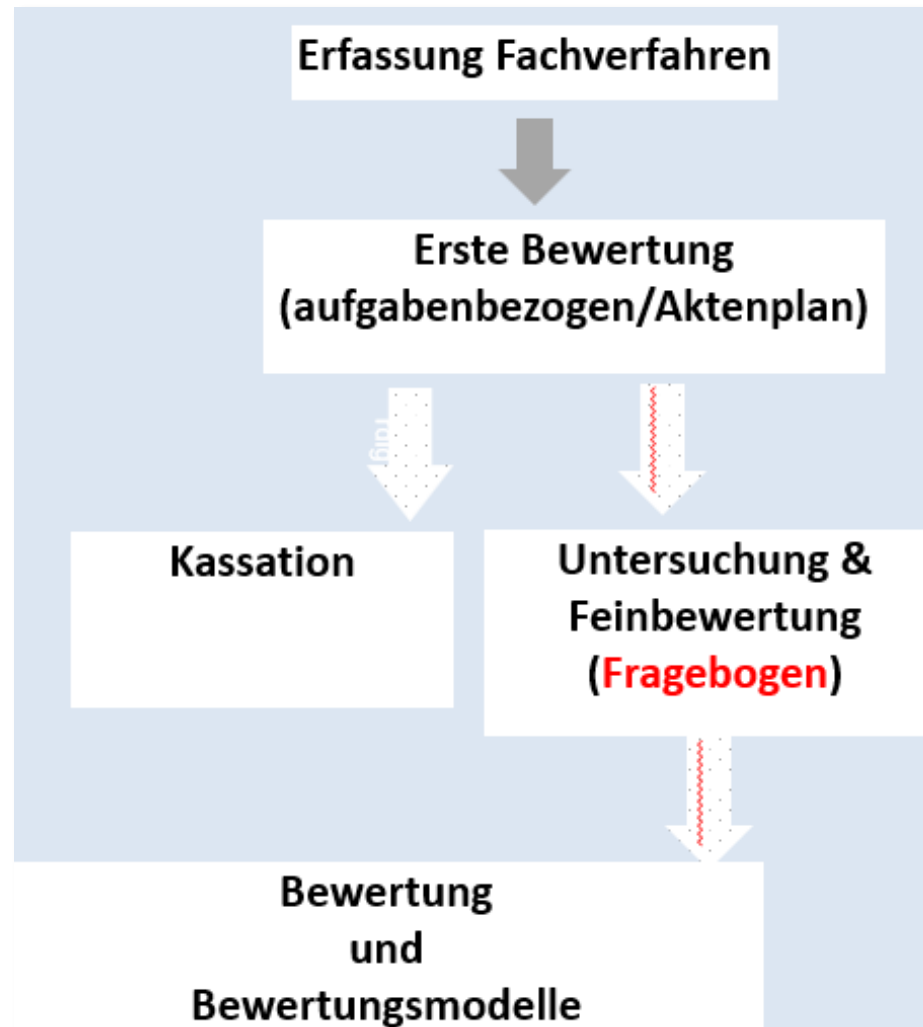 Erfassung Fachverfahren
Erste Bewertung
(aufgabenbezogen/Aktenplan)
Kassation
Untersuchung &
Feinbewertung
(Fragebogen)
Bewertung
und
Bewertungsmodelle